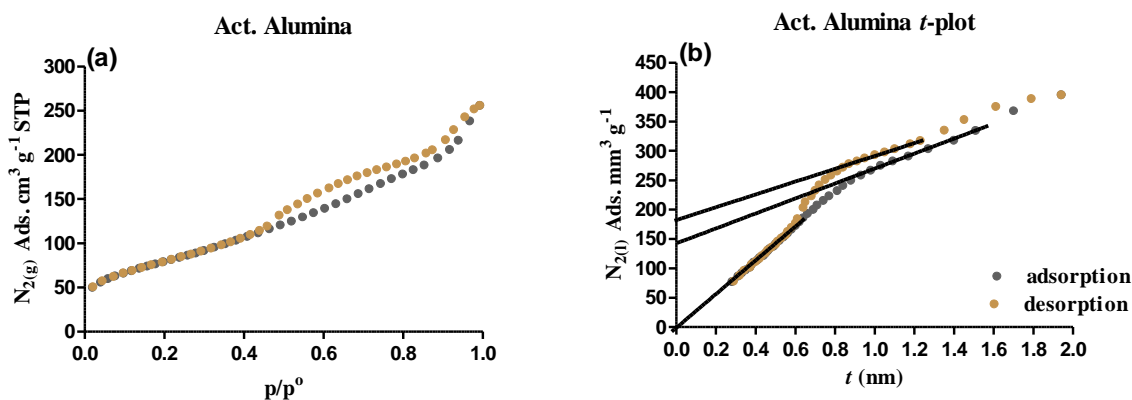 Act. Alumina
(a)
N2(g) Ads. cm3 g-1 STP
300
250
200
150
100
50
0
0.0 0.2 0.4 0.6 0.8 1.0
p/po
Act. Alumina t-plot
(b)
N2(l) Ads. mm3 g-1
450
400
350
300
250
200
150
100
50
0
0.0 0.2 0.4 0.6 0.8 1.0 1.2 1.4 1.6 1.8 2.0
t (nm)
adsorption
desorption